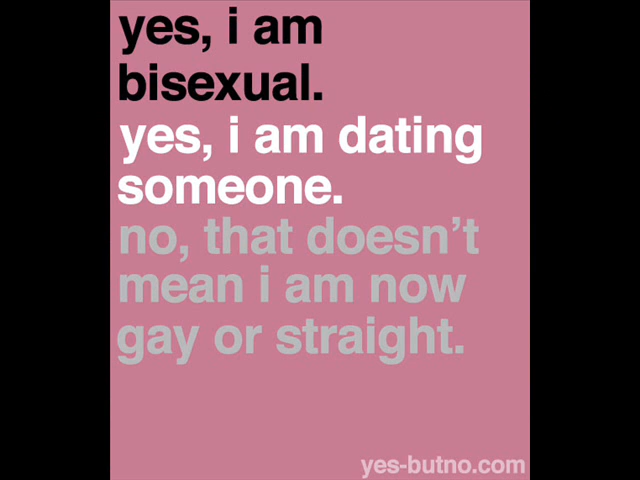 yes, i am
bisexual.
yes, i am dating
someone.
no, that doesn't
mean i am now
gay or straight.
yes-butno.com